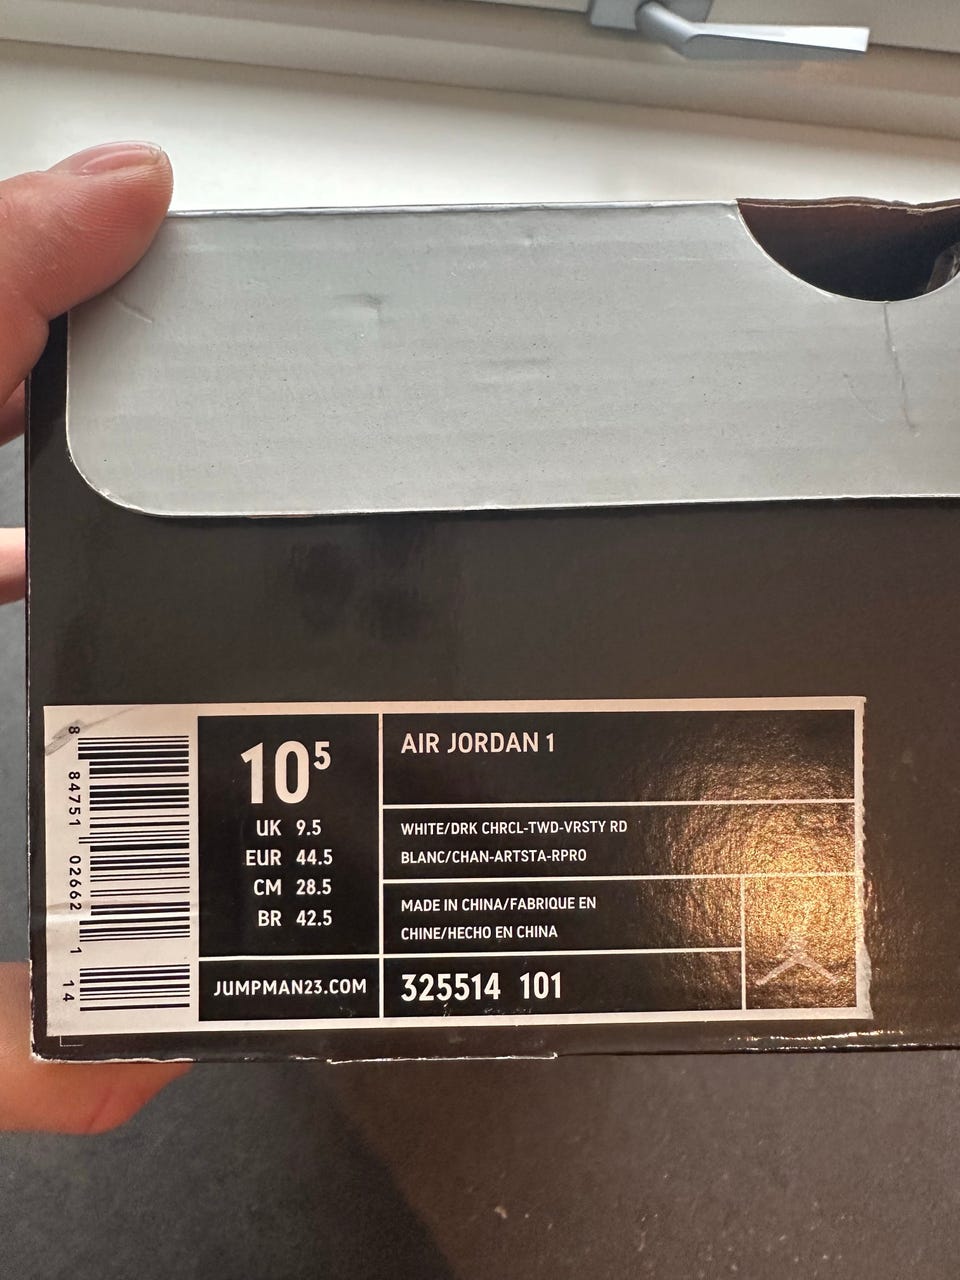 8 84751 02662 1 14
10⁵
UK 9.5
EUR 44.5
CM 28.5
BR 42.5
JUMPMAN23.COM
AIR JORDAN 1
WHITE/DRK CHRCL-TWD-VRSTY RD
BLANC/CHAN-ARTSTA-RPRO
MADE IN CHINA/FABRIQUE EN
CHINE/HECHO EN CHINA
325514 101